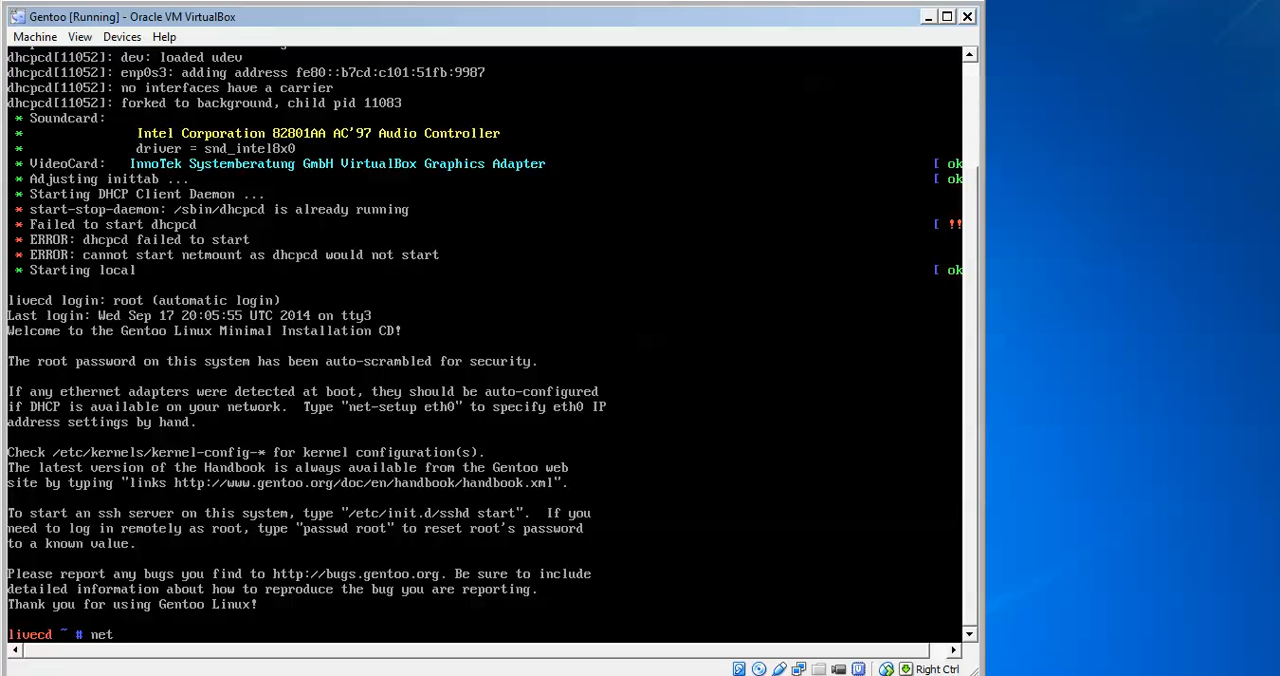 Gentoo [Running] - Oracle VM VirtualBox
Machine View Devices Help
dhcpcd[11052]: dev: loaded udev
dhcpcd[11052]: enp0s3: adding address fe80::b7cd:c101:51fb:9987
dhcpcd[11052]: no interfaces have a carrier
dhcpcd[11052]: forked to background, child pid 11083
* Soundcard:
* Intel Corporation 82801AA AC'97 Audio Controller
* driver = snd_intel8x0
* VideoCard: InnoTek Systemberatung GmbH VirtualBox Graphics Adapter [ ok
* Adjusting inittab ... [ ok
* Starting DHCP Client Daemon ...
* start-stop-daemon: /sbin/dhcpcd is already running
* Failed to start dhcpcd [ !!
* ERROR: dhcpcd failed to start
* ERROR: cannot start netmount as dhcpcd would not start
* Starting local [ ok
livecd login: root (automatic login)
Last login: Wed Sep 17 20:05:55 UTC 2014 on tty3
Welcome to the Gentoo Linux Minimal Installation CD!
The root password on this system has been auto-scrambled for security.
If any ethernet adapters were detected at boot, they should be auto-configured
if DHCP is available on your network. Type "net-setup eth0" to specify eth0 IP
address settings by hand.
Check /etc/kernels/kernel-config-* for kernel configuration(s).
The latest version of the Handbook is always available from the Gentoo web
site by typing "links http://www.gentoo.org/doc/en/handbook/handbook.xml".
To start an ssh server on this system, type "/etc/init.d/sshd start". If you
need to log in remotely as root, type "passwd root" to reset root's password
to a known value.
Please report any bugs you find to http://bugs.gentoo.org. Be sure to include
detailed information about how to reproduce the bug you are reporting.
Thank you for using Gentoo Linux!
livecd ~ # net
Right Ctrl